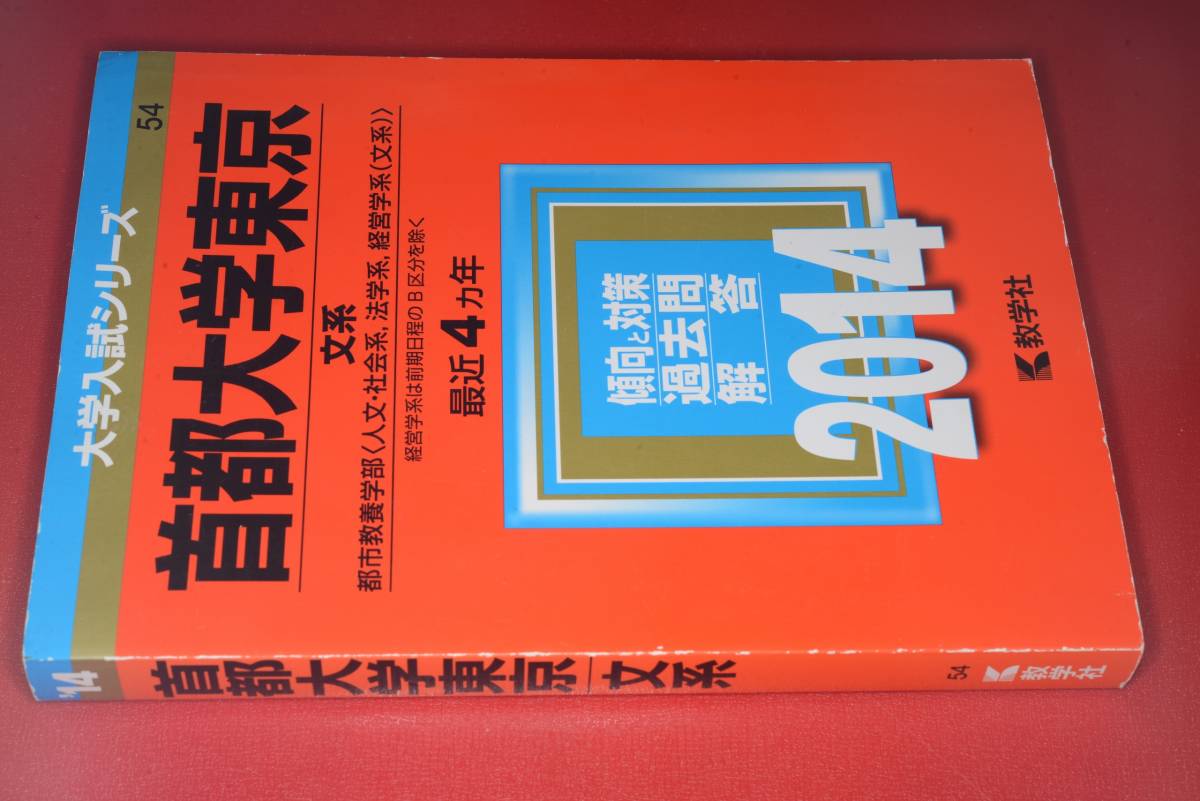 大学入試シリーズ
54
首都大学東京
文系
都市教養学部〈人文・社会系，法学系，経営学系（文系）〉
経営学系は前期日程のB区分を除く
最近4ヵ年
傾向と対策
過去問
解答
2014
教学社
'14
首都大学東京
文系
54
教学社